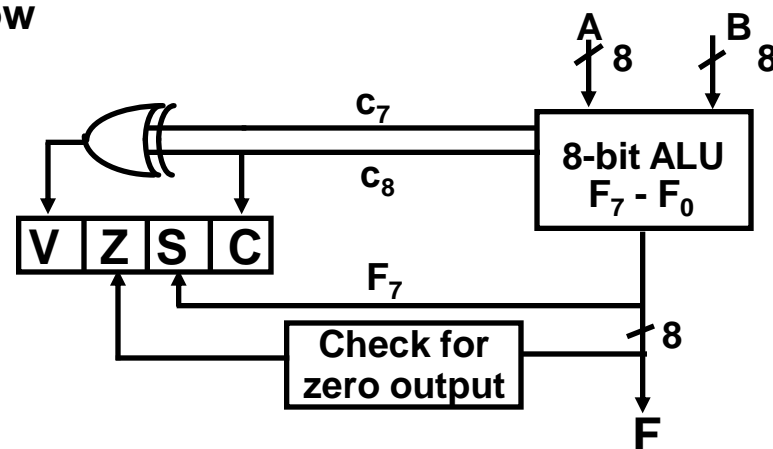 A B
8 8
c₇
8-bit ALU
c₈
F₇ - F₀
V Z S C
F₇
8
Check for
zero output
F